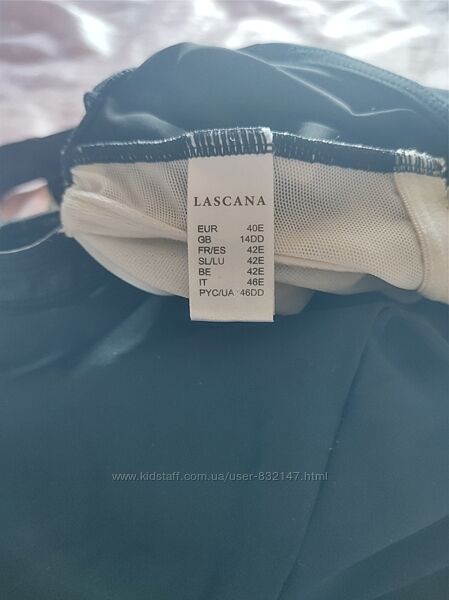 LASCANA
EUR 40E
GB 14DD
FR/ES 42E
SL/LU 42E
BE 42E
IT 46E
РУС/UA 46DD
www.kidstaff.com.ua/user-832147.html